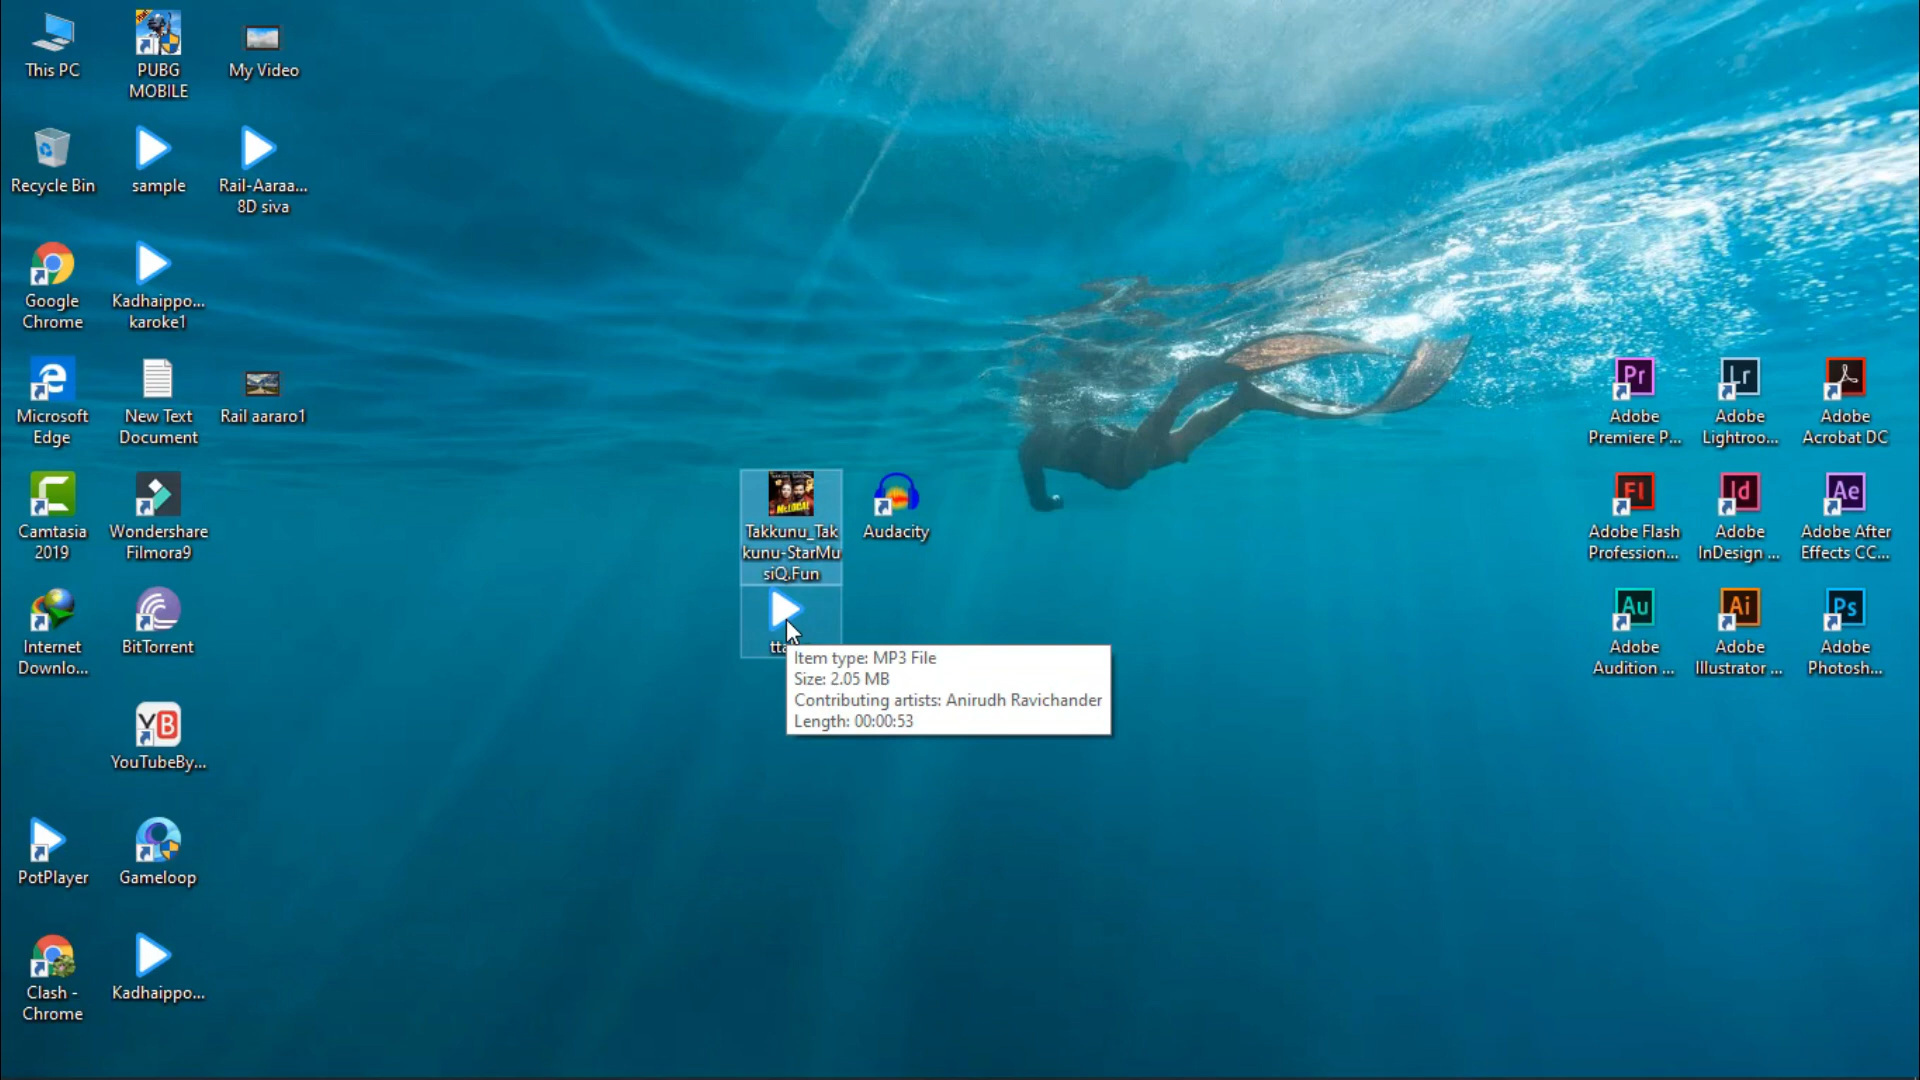 This PC
PUBG
MOBILE
My Video
Recycle Bin
sample
Rail-Aaraa...
8D siva
Google
Chrome
Kadhaippo...
karoke1
Microsoft
Edge
New Text
Document
Rail aararo1
Camtasia
2019
Wondershare
Filmora9
Internet
Downlo...
BitTorrent
YouTubeBy...
PotPlayer
Gameloop
Clash -
Chrome
Kadhaippo...
Takkunu_Tak
kunu-StarMu
siQ.Fun
Audacity
Item type: MP3 File
Size: 2.05 MB
Contributing artists: Anirudh Ravichander
Length: 00:00:53
Pr
Adobe
Premiere P...
Lr
Adobe
Lightroo...
Adobe
Acrobat DC
Fl
Adobe Flash
Profession...
Id
Adobe
InDesign ...
Ae
Adobe After
Effects CC...
Au
Adobe
Audition ...
Ai
Adobe
Illustrator ...
Ps
Adobe
Photosh...